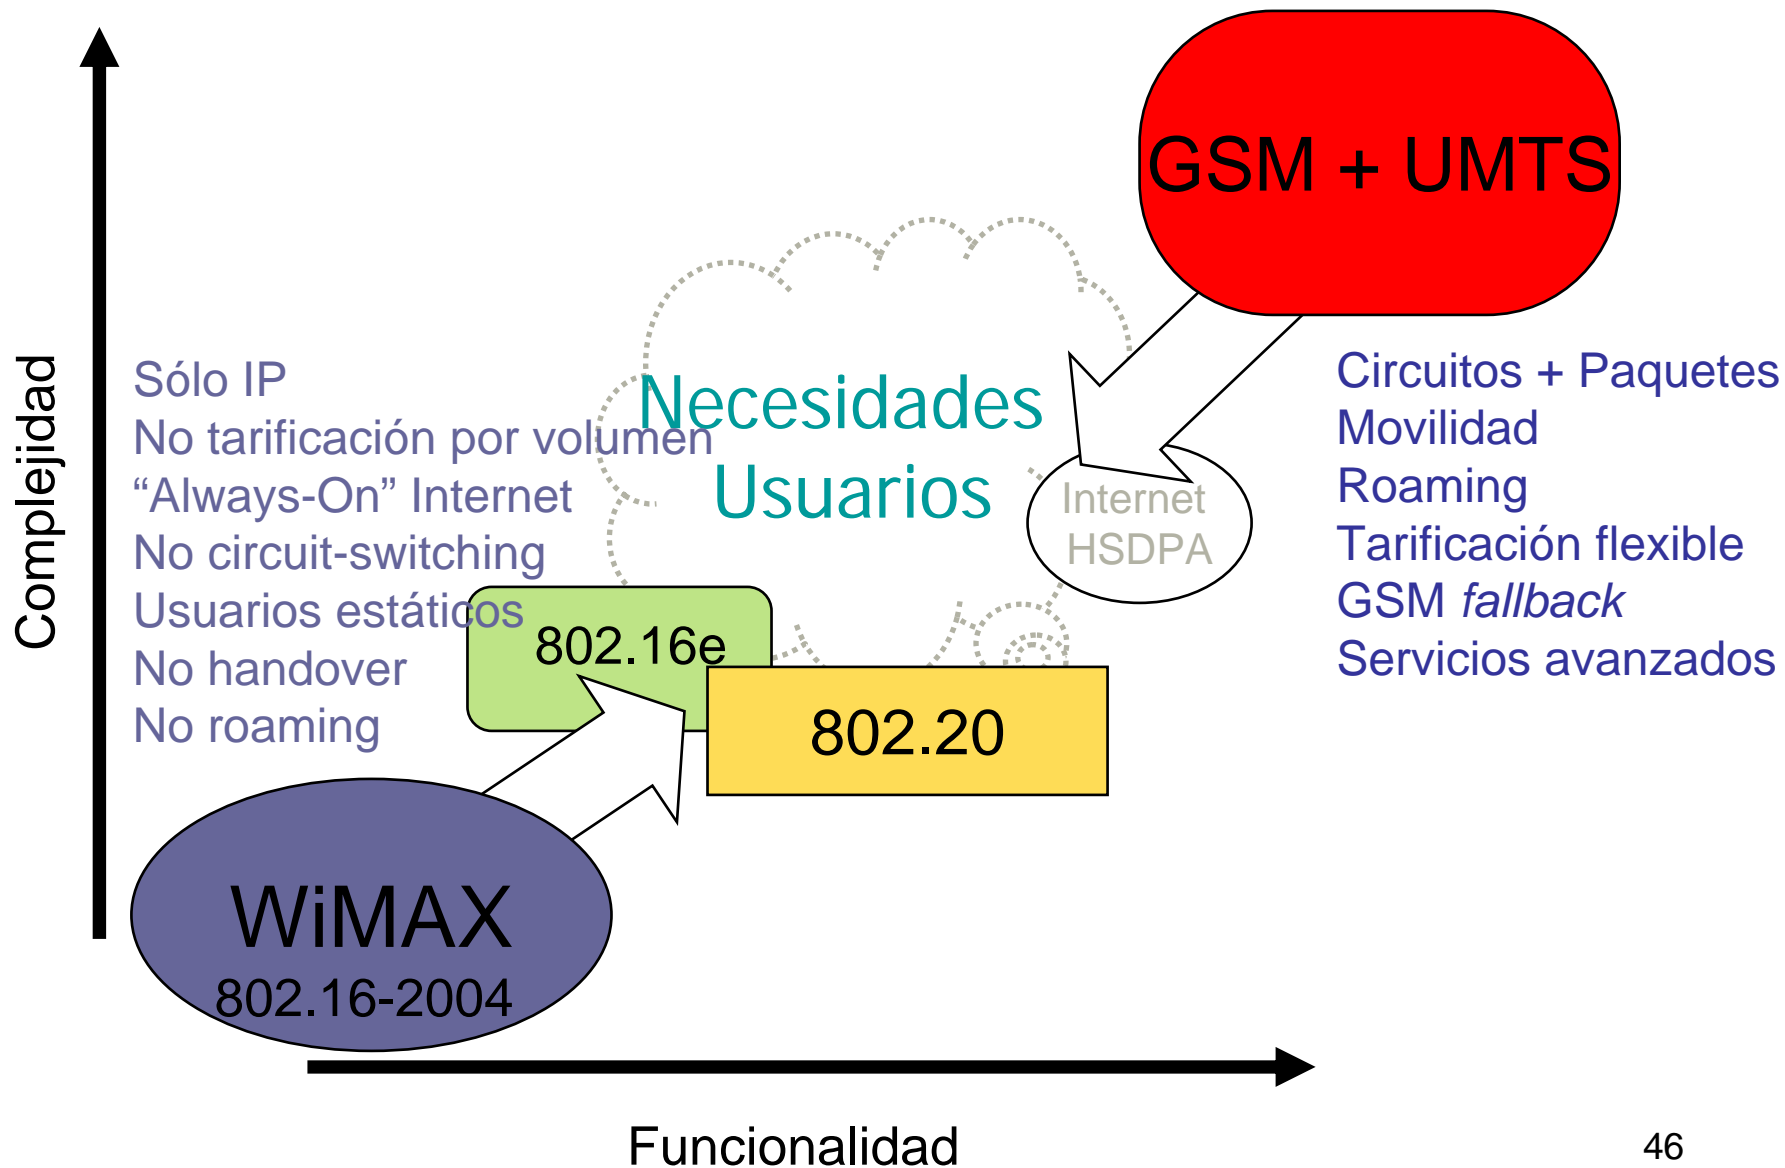 GSM + UMTS
Complejidad
Sólo IP
No tarificación por volumen
“Always-On” Internet
No circuit-switching
Usuarios estáticos
No handover
No roaming
Necesidades
Usuarios
Internet
HSDPA
Circuitos + Paquetes
Movilidad
Roaming
Tarificación flexible
GSM fallback
Servicios avanzados
802.16e
802.20
WiMAX
802.16-2004
Funcionalidad
46